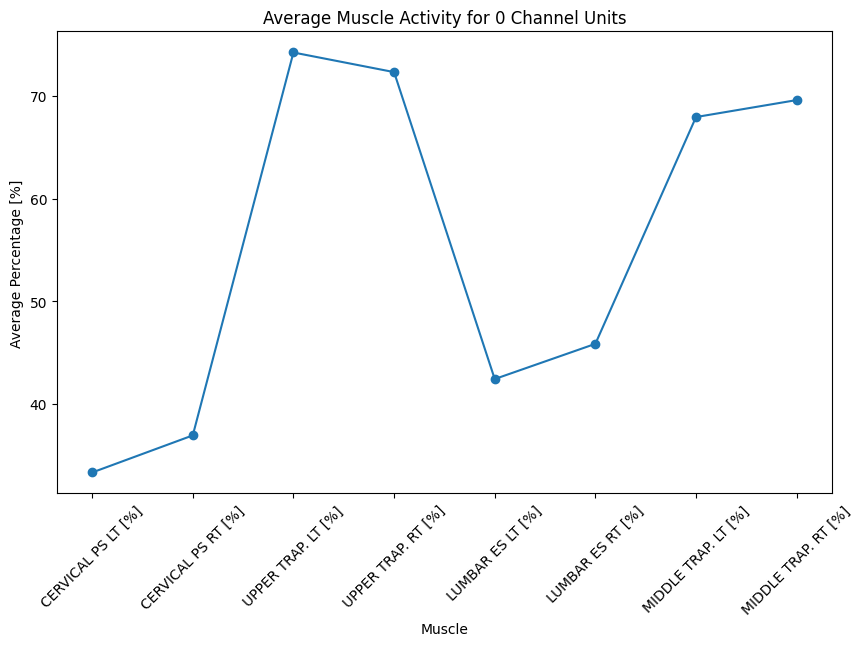 Average Muscle Activity for 0 Channel Units
Average Percentage [%]
70
60
50
40
CERVICAL PS LT [%]
CERVICAL PS RT [%]
UPPER TRAP. LT [%]
UPPER TRAP. RT [%]
LUMBAR ES LT [%]
LUMBAR ES RT [%]
MIDDLE TRAP. LT [%]
MIDDLE TRAP. RT [%]
Muscle